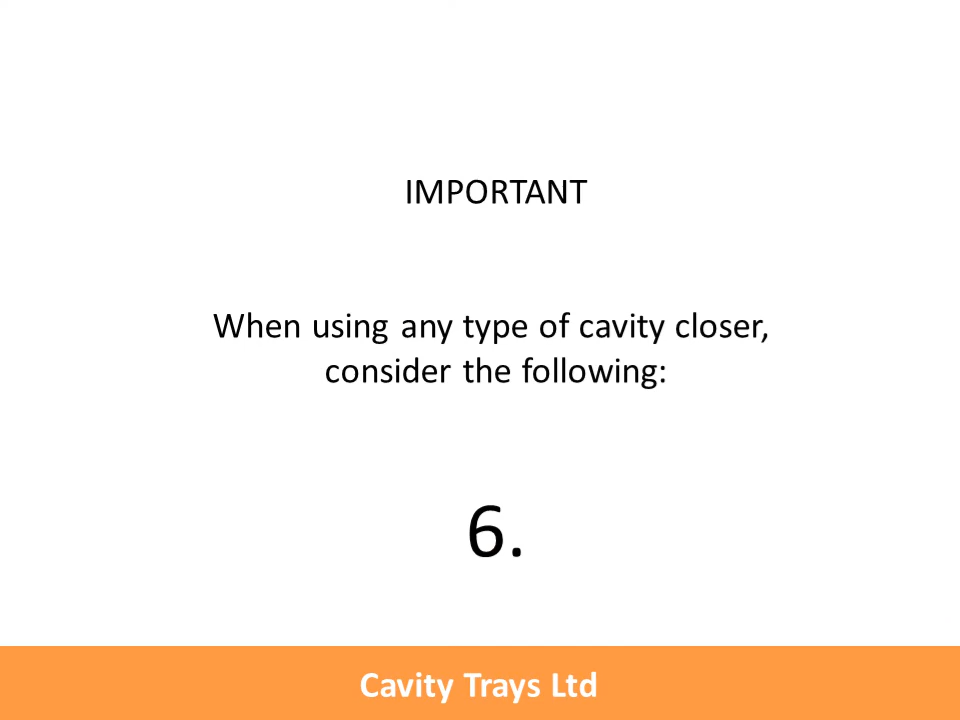 IMPORTANT
When using any type of cavity closer,
consider the following:
6.
Cavity Trays Ltd